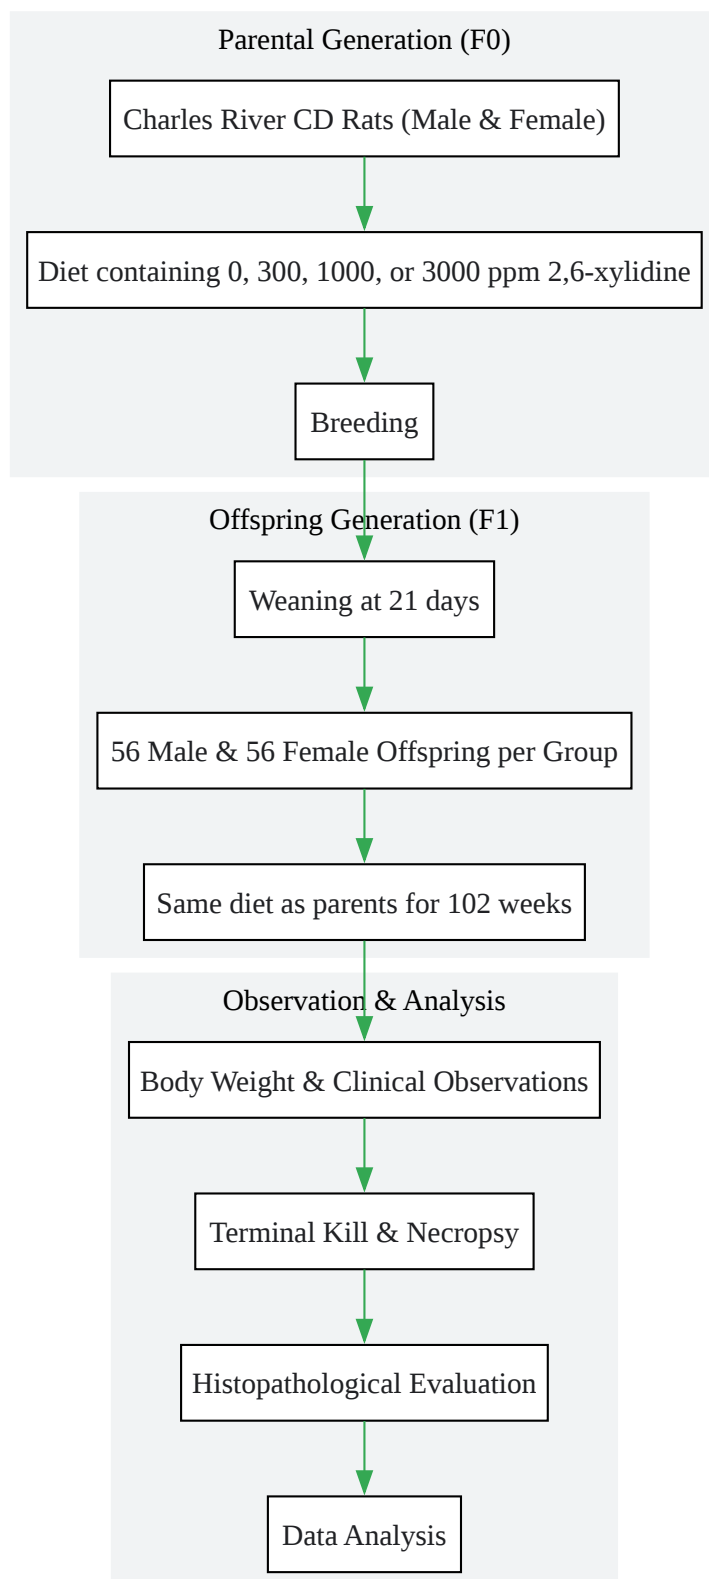 Parental Generation (F0)
Charles River CD Rats (Male & Female)
Diet containing 0, 300, 1000, or 3000 ppm 2,6-xylidine
Breeding
Offspring Generation (F1)
Weaning at 21 days
56 Male & 56 Female Offspring per Group
Same diet as parents for 102 weeks
Observation & Analysis
Body Weight & Clinical Observations
Terminal Kill & Necropsy
Histopathological Evaluation
Data Analysis